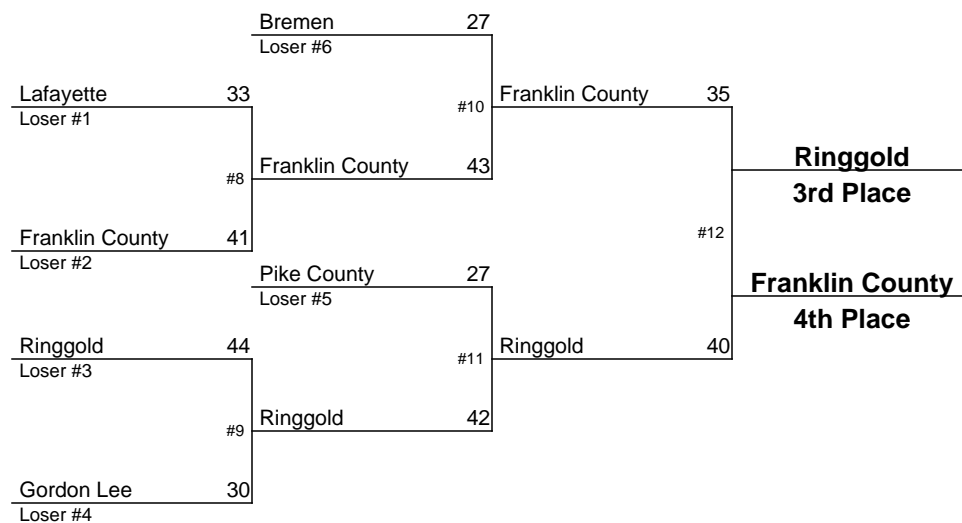 Bremen 27
Loser #6
Lafayette 33
Loser #1
#10
Franklin County 35
#8
Franklin County 43
Ringgold
3rd Place
Franklin County 41
Loser #2
#12
Pike County 27
Loser #5
Franklin County
4th Place
Ringgold 44
Loser #3
#11
Ringgold 40
#9
Ringgold 42
Gordon Lee 30
Loser #4